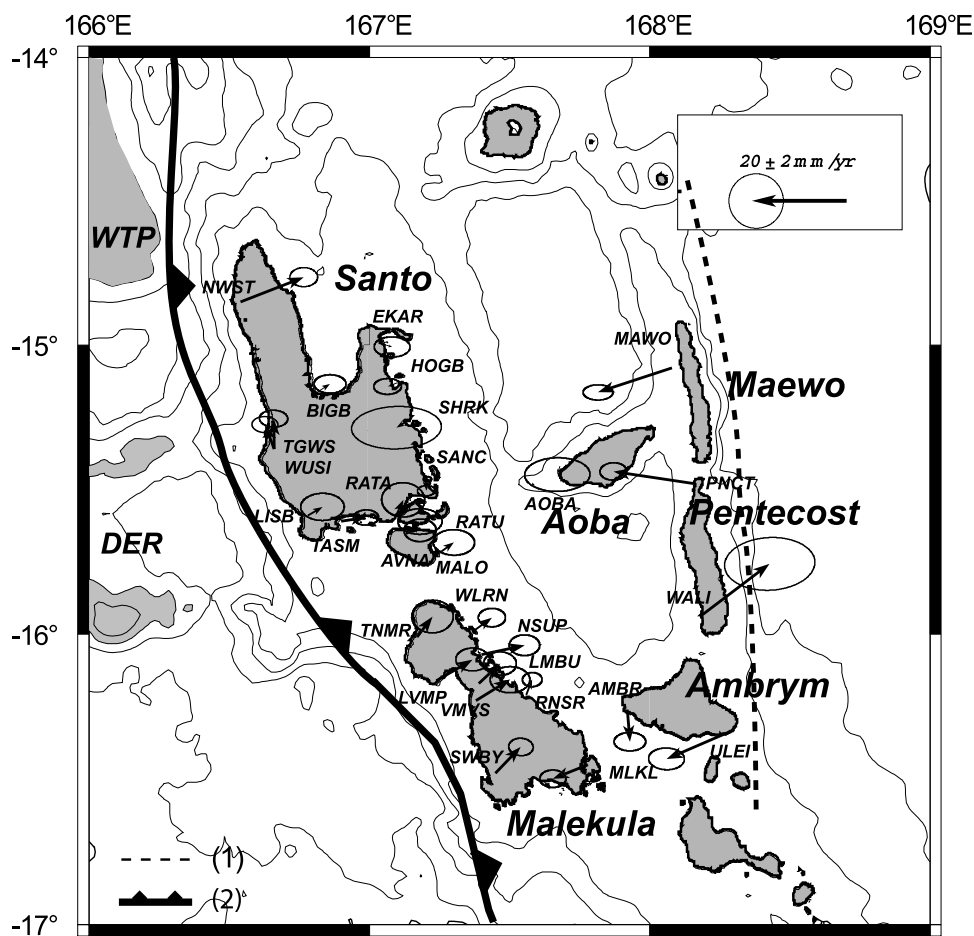 166°E 167°E 168°E 169°E
-14°
20 ± 2 mm/yr
WTP
NWST
Santo
EKAR
-15°
MAWO
HOGB
Maewo
BIGB
SHRK
TGWS
SANC
WUSI
RATA
PNCT
AOBA
LISB
Pentecost
RATU
Aoba
DER
TASM
AVNA
MALO
WLRN
WALI
-16°
TNMR
NSUP
LMBU
Ambrym
LVMP
AMBR
VMYS
RNSR
SWBY
ULEI
MLKL
Malekula
(1)
(2)
-17°